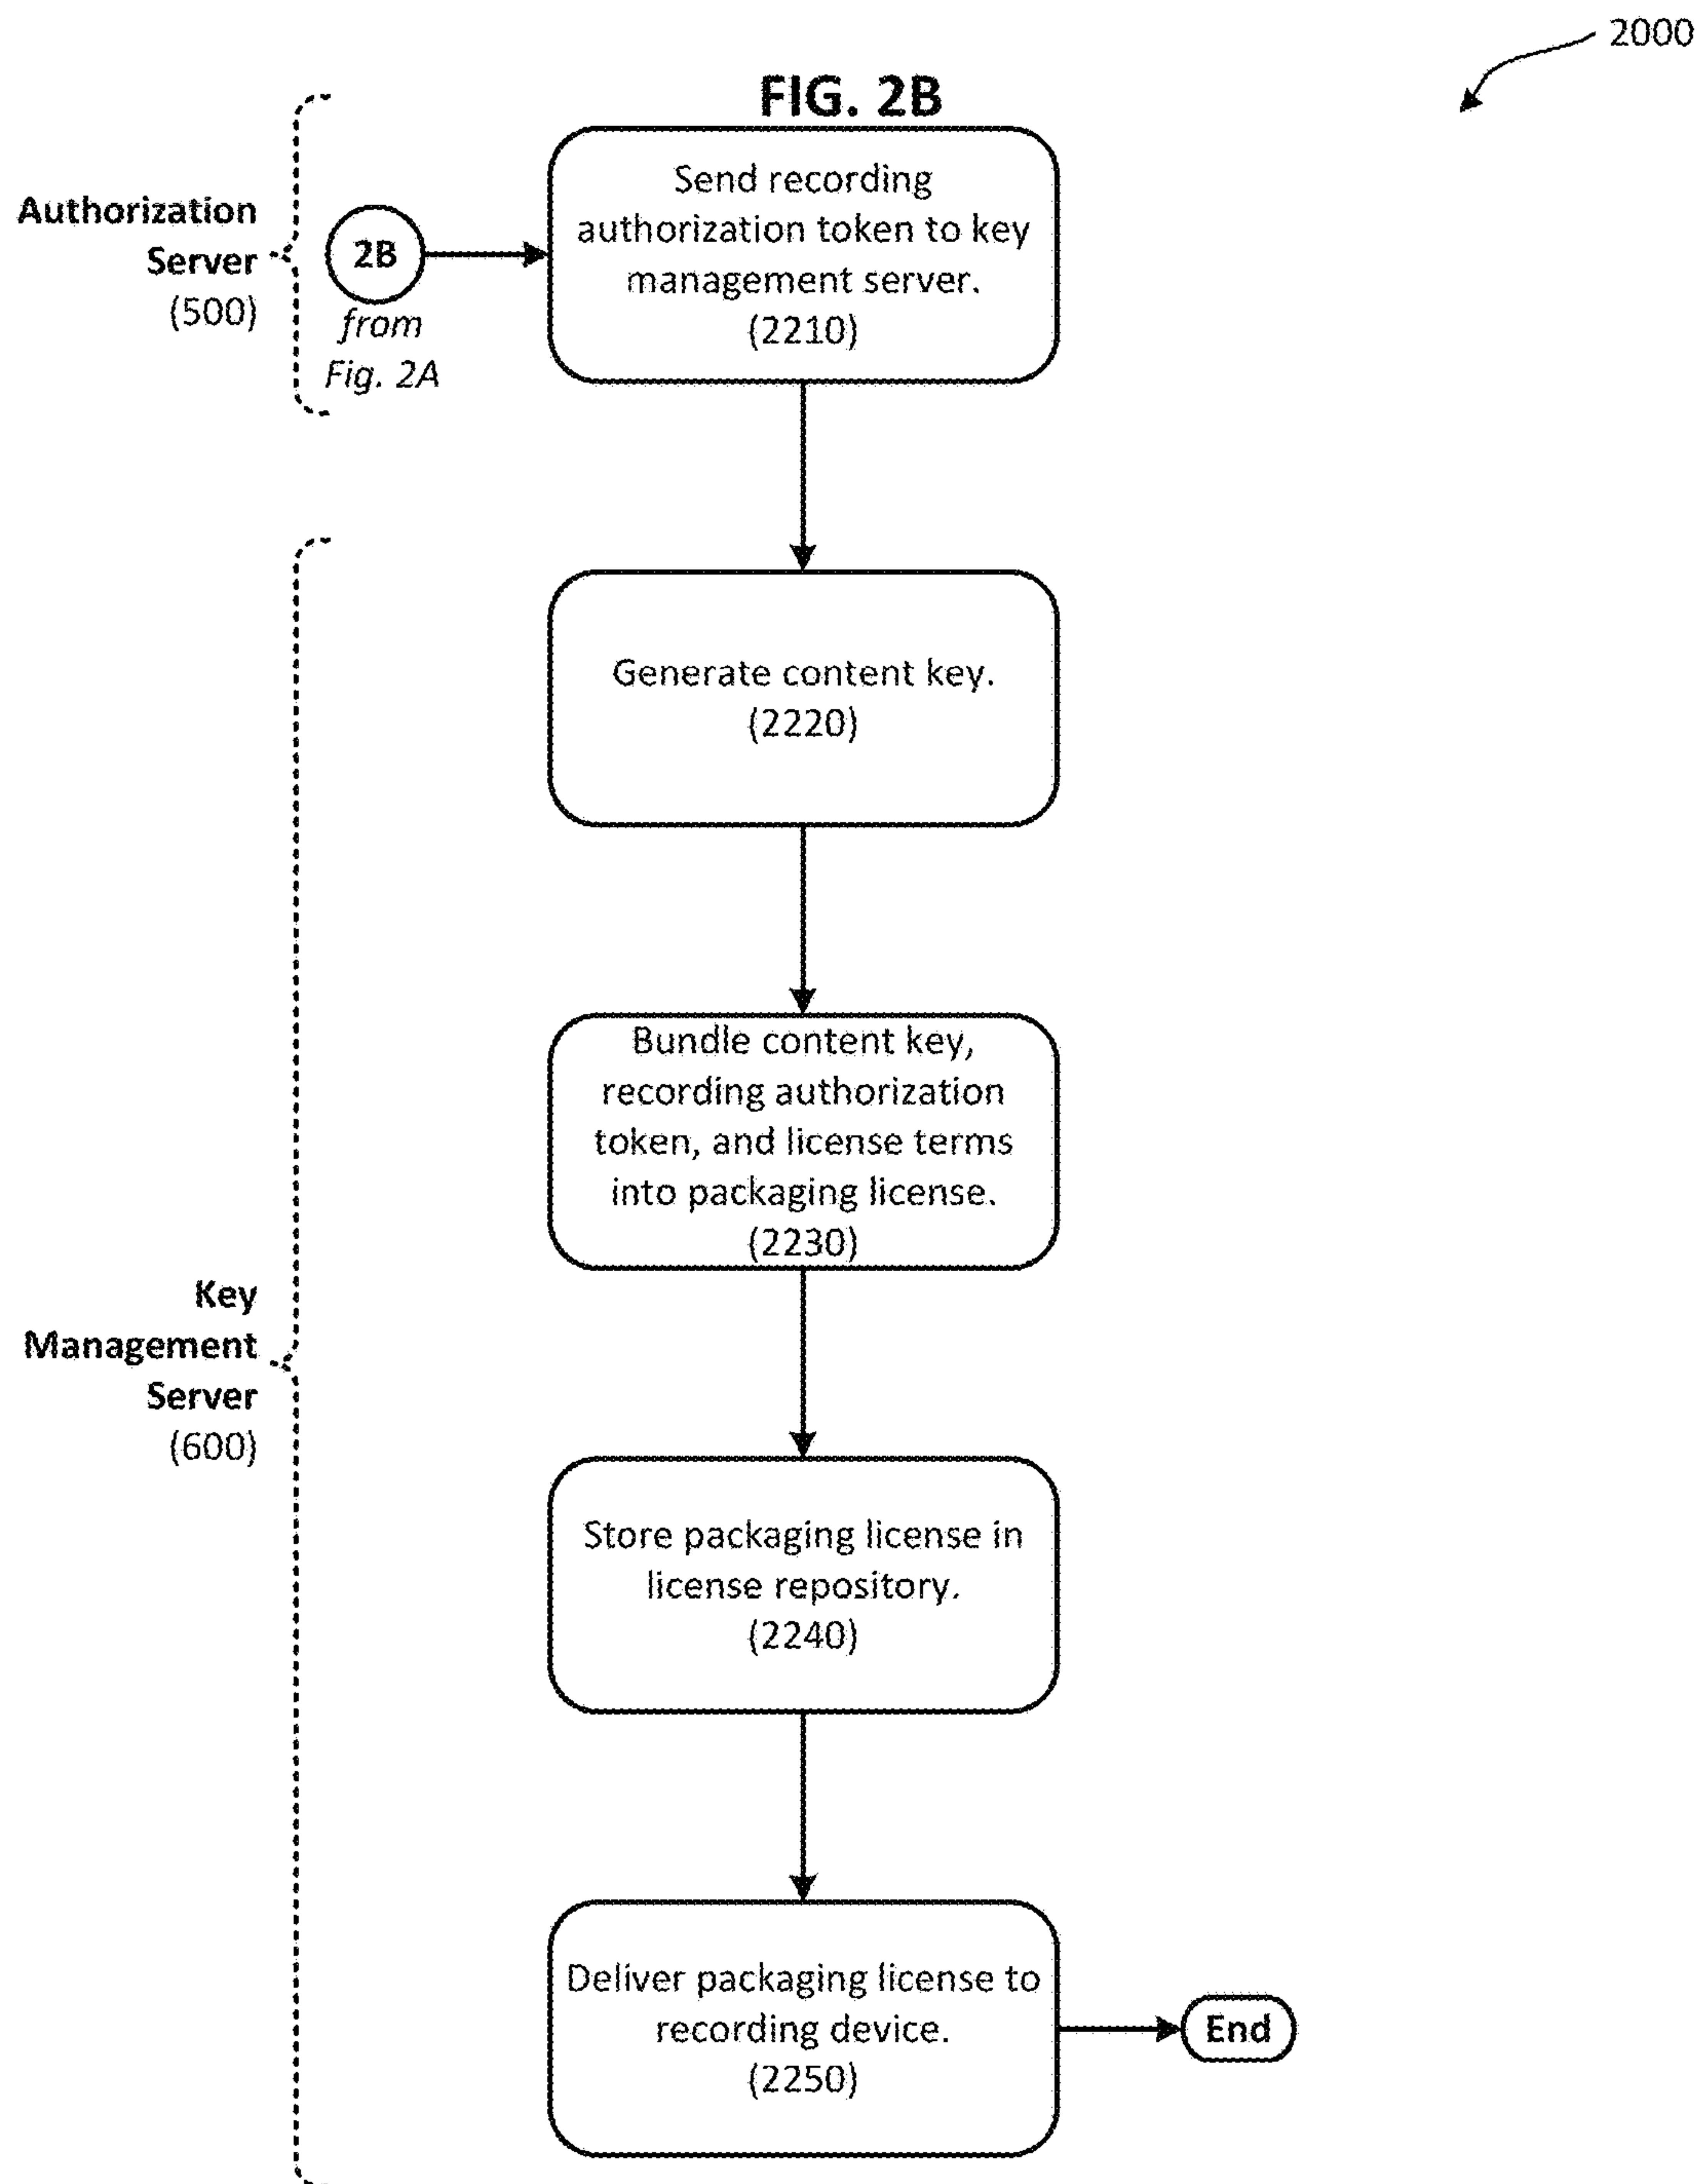 2000
FIG. 2B
Authorization
Server
(500)
2B
from
Fig. 2A
Send recording
authorization token to key
management server.
(2210)
Generate content key.
(2220)
Bundle content key,
recording authorization
token, and license terms
into packaging license.
(2230)
Key
Management
Server
(600)
Store packaging license in
license repository.
(2240)
Deliver packaging license to
recording device.
(2250)
End